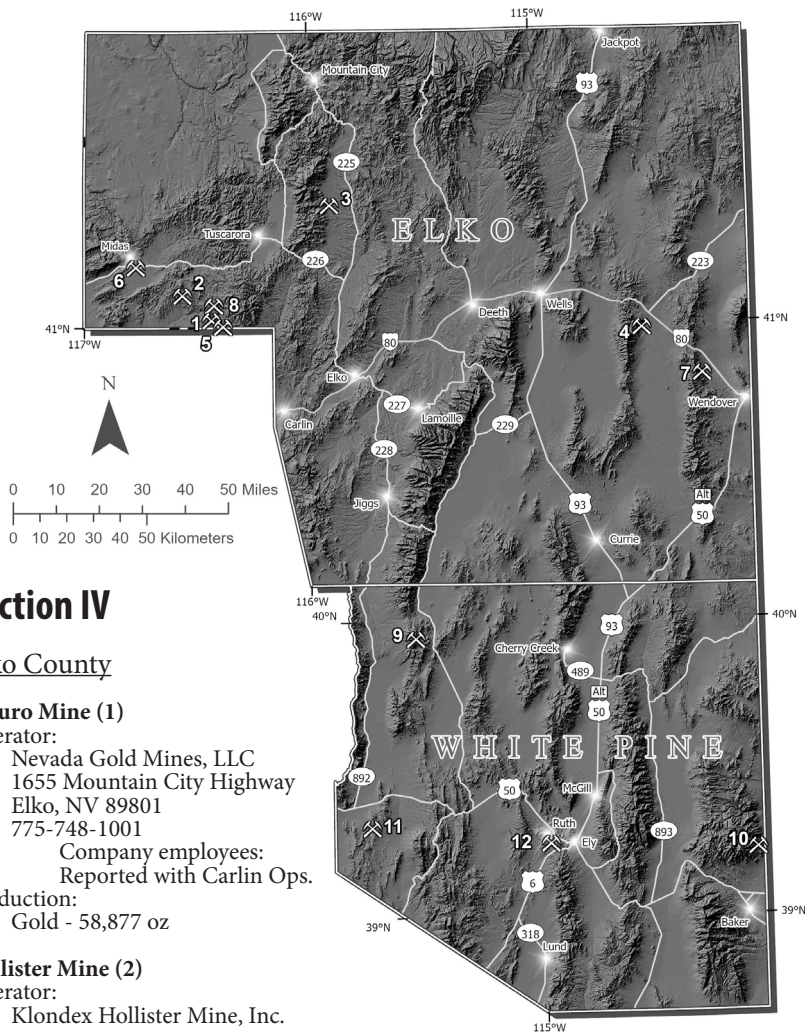 116°W
115°W
Jackpot
Mountain City
93
225
3
ELKO
Tuscarora
Midas
226
223
6
2
8
1
5
41°N
117°W
Deeth
Wells
41°N
4
80
80
7
Elko
227
Lamoille
Wendover
Carlin
229
228
N
0 10 20 30 40 50 Miles
0 10 20 30 40 50 Kilometers
Jiggs
93
Alt
50
Currie
116°W
40°N
40°N
93
9
Cherry Creek
489
Alt
50
WHITE PINE
892
50
McGill
11
Ruth
12
Ely
893
10
6
Baker
39°N
39°N
318
Lund
115°W
ction IV
ko County
uro Mine (1)
erator:
Nevada Gold Mines, LLC
1655 Mountain City Highway
Elko, NV 89801
775-748-1001
Company employees:
Reported with Carlin Ops.
duction:
Gold - 58,877 oz
lister Mine (2)
erator:
Klondex Hollister Mine, Inc.